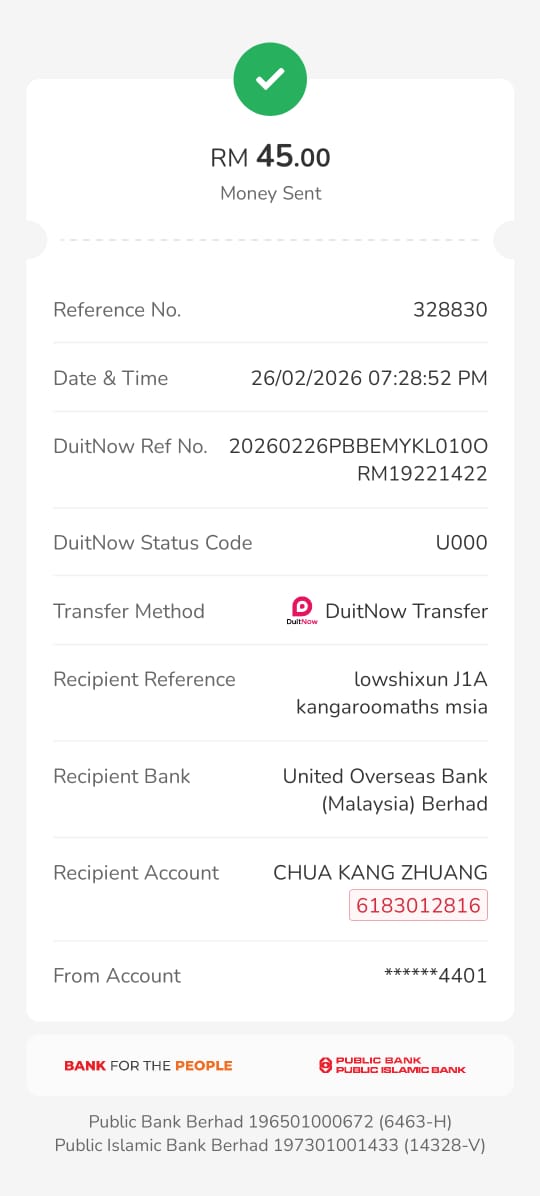 RM 45.00
Money Sent
Reference No. 328830
Date & Time 26/02/2026 07:28:52 PM
DuitNow Ref No. 20260226PBBEMYKL010O
RM19221422
DuitNow Status Code U000
Transfer Method DuitNow DuitNow Transfer
Recipient Reference lowshixun J1A
kangaroomaths msia
Recipient Bank United Overseas Bank
(Malaysia) Berhad
Recipient Account CHUA KANG ZHUANG
6183012816
From Account ******4401
BANK FOR THE PEOPLE PUBLIC BANK
PUBLIC ISLAMIC BANK
Public Bank Berhad 196501000672 (6463-H)
Public Islamic Bank Berhad 197301001433 (14328-V)